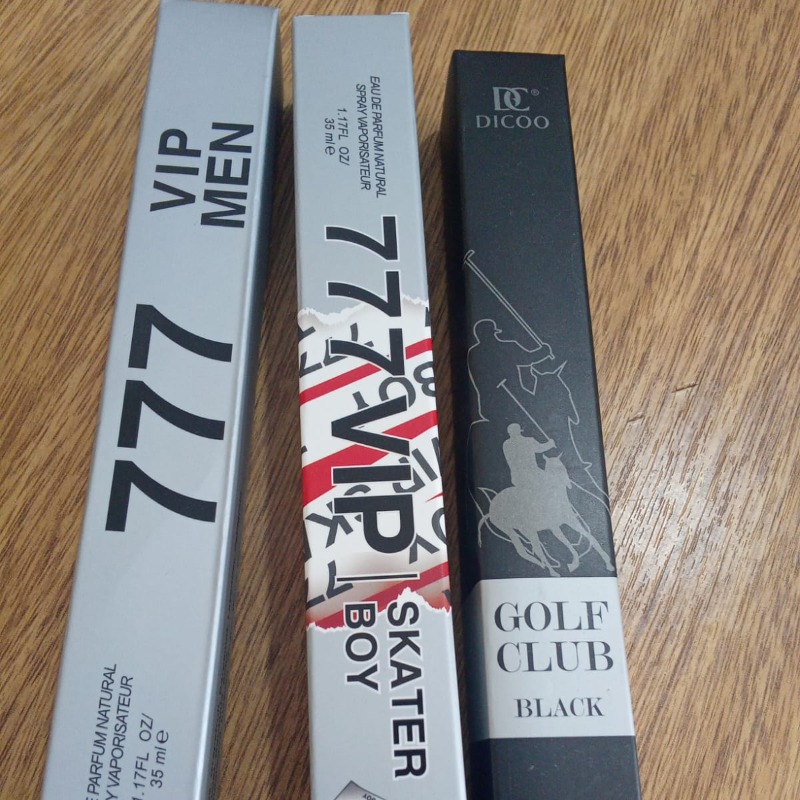 VIP
MEN
777
E PARFUM NATURAL
Y VAPORISATEUR
1.17FL OZ/
35 ml e
EAU DE PARFUM NATURAL
SPRAY VAPORISATEUR
1.17FL OZ/
35 ml e
777 VIP
SKATER
BOY
DC®
DICOO
GOLF
CLUB
BLACK